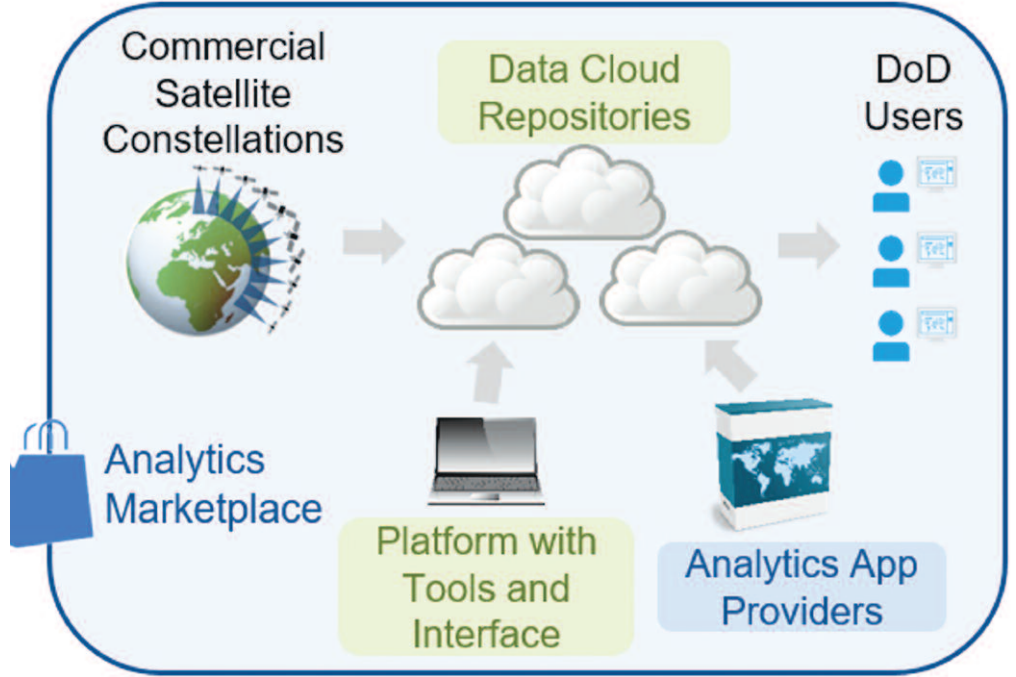 Commercial
Satellite
Constellations
Data Cloud
Repositories
DoD
Users
Analytics
Marketplace
Platform with
Tools and
Interface
Analytics App
Providers